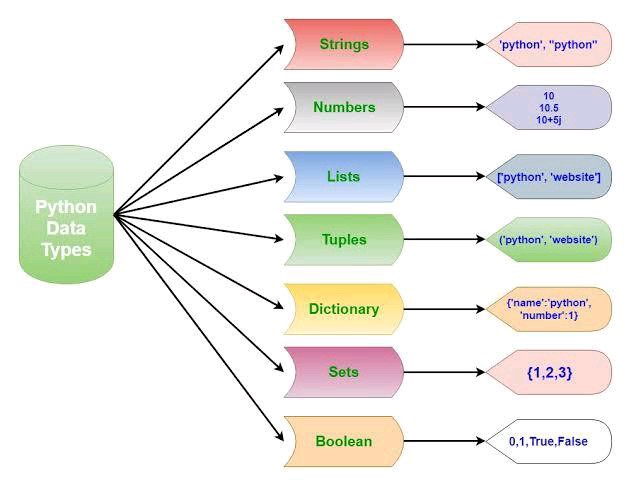 Strings
'python', "python"
Numbers
10
10.5
10+5j
Lists
['python', 'website']
Python
Data
Types
Tuples
('python', 'website')
Dictionary
{'name':'python',
'number':1}
Sets
{1,2,3}
Boolean
0,1,True,False